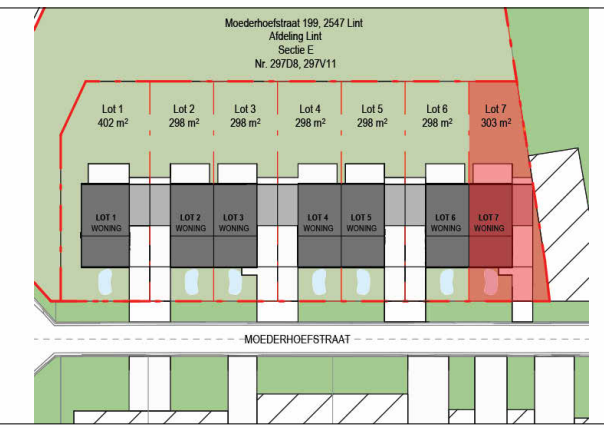 Moederhoefstraat 199, 2547 Lint
Afdeling Lint
Sectie E
Nr. 297D8, 297V11
Lot 1
402 m²
Lot 2
298 m²
Lot 3
298 m²
Lot 4
298 m²
Lot 5
298 m²
Lot 6
298 m²
Lot 7
303 m²
LOT 1
WONING
LOT 2
WONING
LOT 3
WONING
LOT 4
WONING
LOT 5
WONING
LOT 6
WONING
LOT 7
WONING
MOEDERHOEFSTRAAT